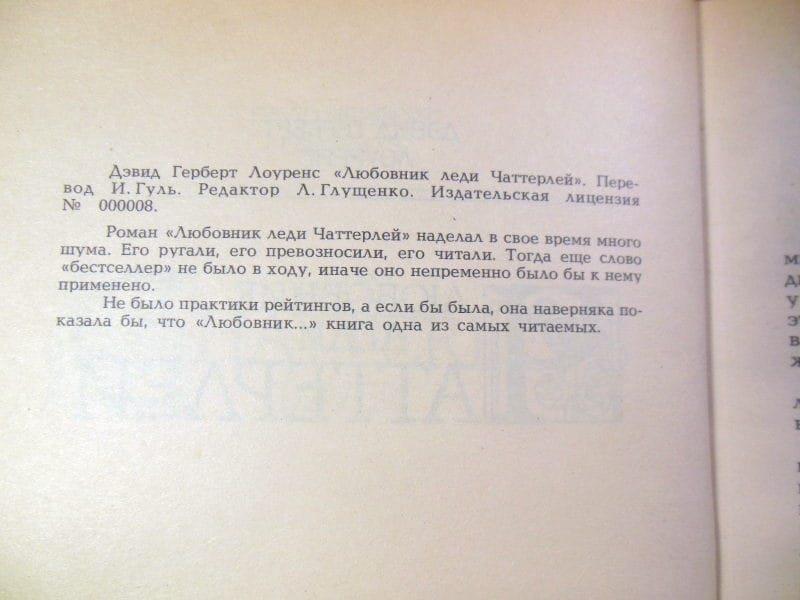 Дэвид Герберт Лоуренс «Любовник леди Чаттерлей». Пере-
вод И. Гуль. Редактор Л. Глущенко. Издательская лицензия
№ 000008.
Роман «Любовник леди Чаттерлей» наделал в свое время много
шума. Его ругали, его превозносили, его читали. Тогда еще слово
«бестселлер» не было в ходу, иначе оно непременно было бы к нему
применено.
Не было практики рейтингов, а если бы была, она наверняка по-
казала бы, что «Любовник...» книга одна из самых читаемых.